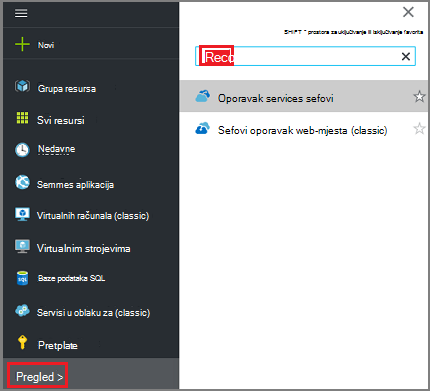 Novi
Grupa resursa
Svi resursi
Nedavne
Semmes aplikacija
Virtualnih računala (classic)
Virtualnim strojevima
Baze podataka SQL
Servisi u oblaku za (classic)
Pretplate
Pregled >
SHIFT " prostora za uključivanje ili isključivanje favorita
Reco
Oporavak services sefovi
Sefovi oporavak web-mjesta (classic)